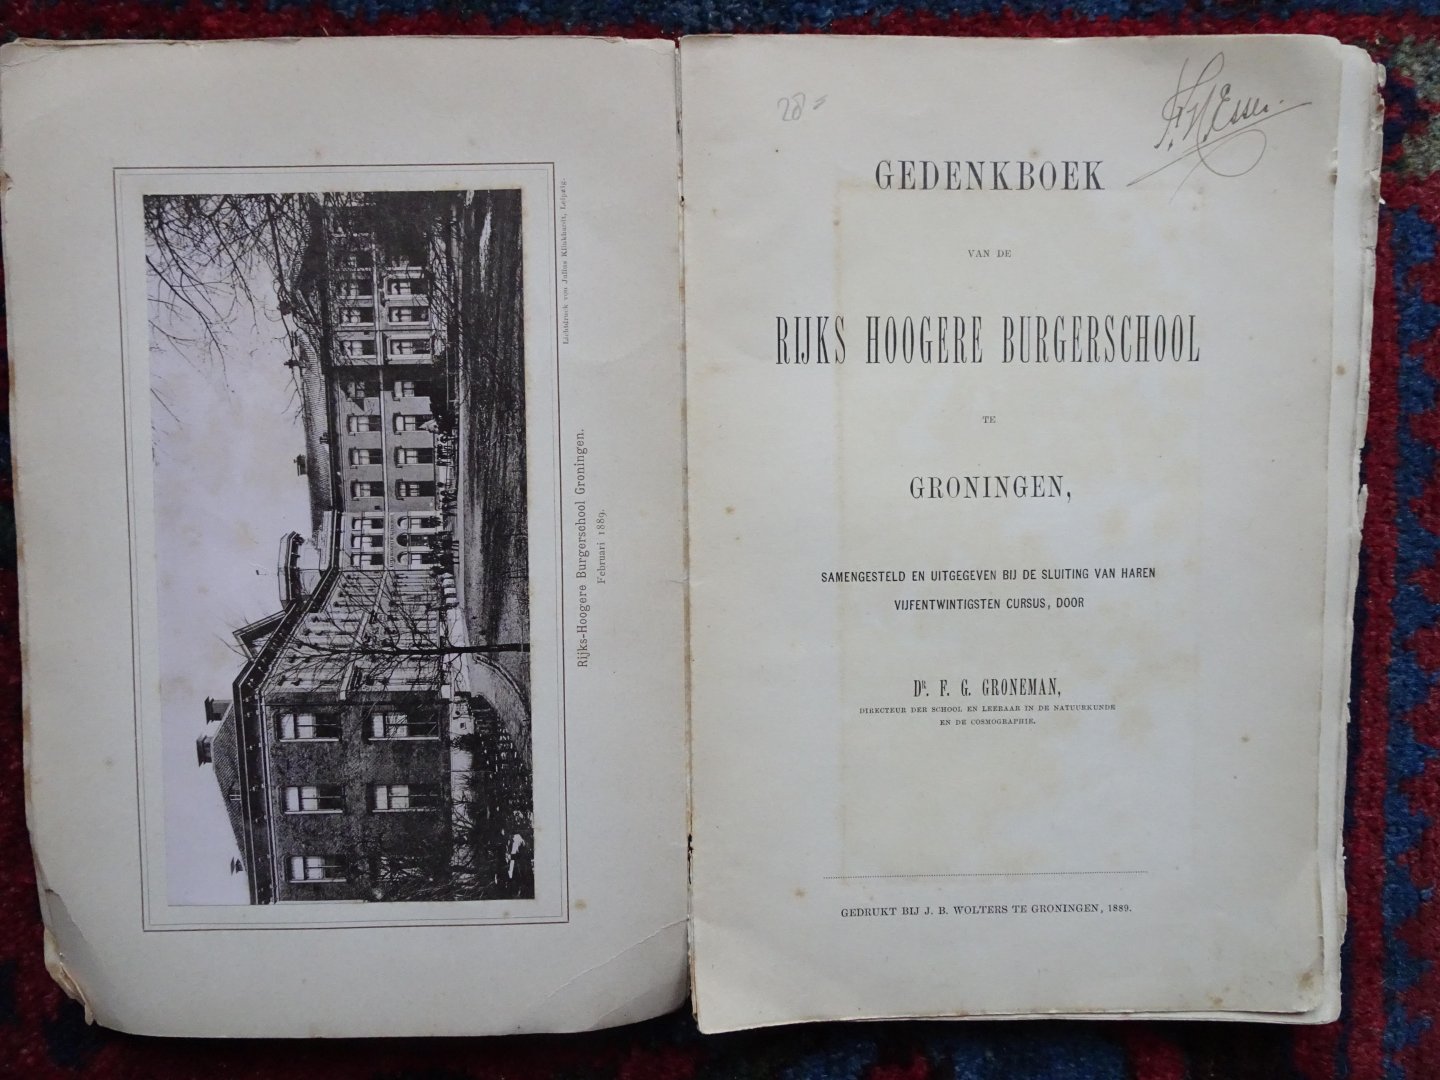 Lichtdruck von Julius Klinkhardt, Leipzig.
Rijks-Hoogere Burgerschool Groningen.
Februari 1889.
28 =
GEDENKBOEK
VAN DE
RIJKS HOOGERE BURGERSCHOOL
TE
GRONINGEN,
SAMENGESTELD EN UITGEGEVEN BIJ DE SLUITING VAN HAREN
VIJFENTWINTIGSTEN CURSUS, DOOR
DR. F. G. GRONEMAN,
DIRECTEUR DER SCHOOL EN LEERAAR IN DE NATUURKUNDE
EN DE COSMOGRAPHIE.
GEDRUKT BIJ J. B. WOLTERS TE GRONINGEN, 1889.